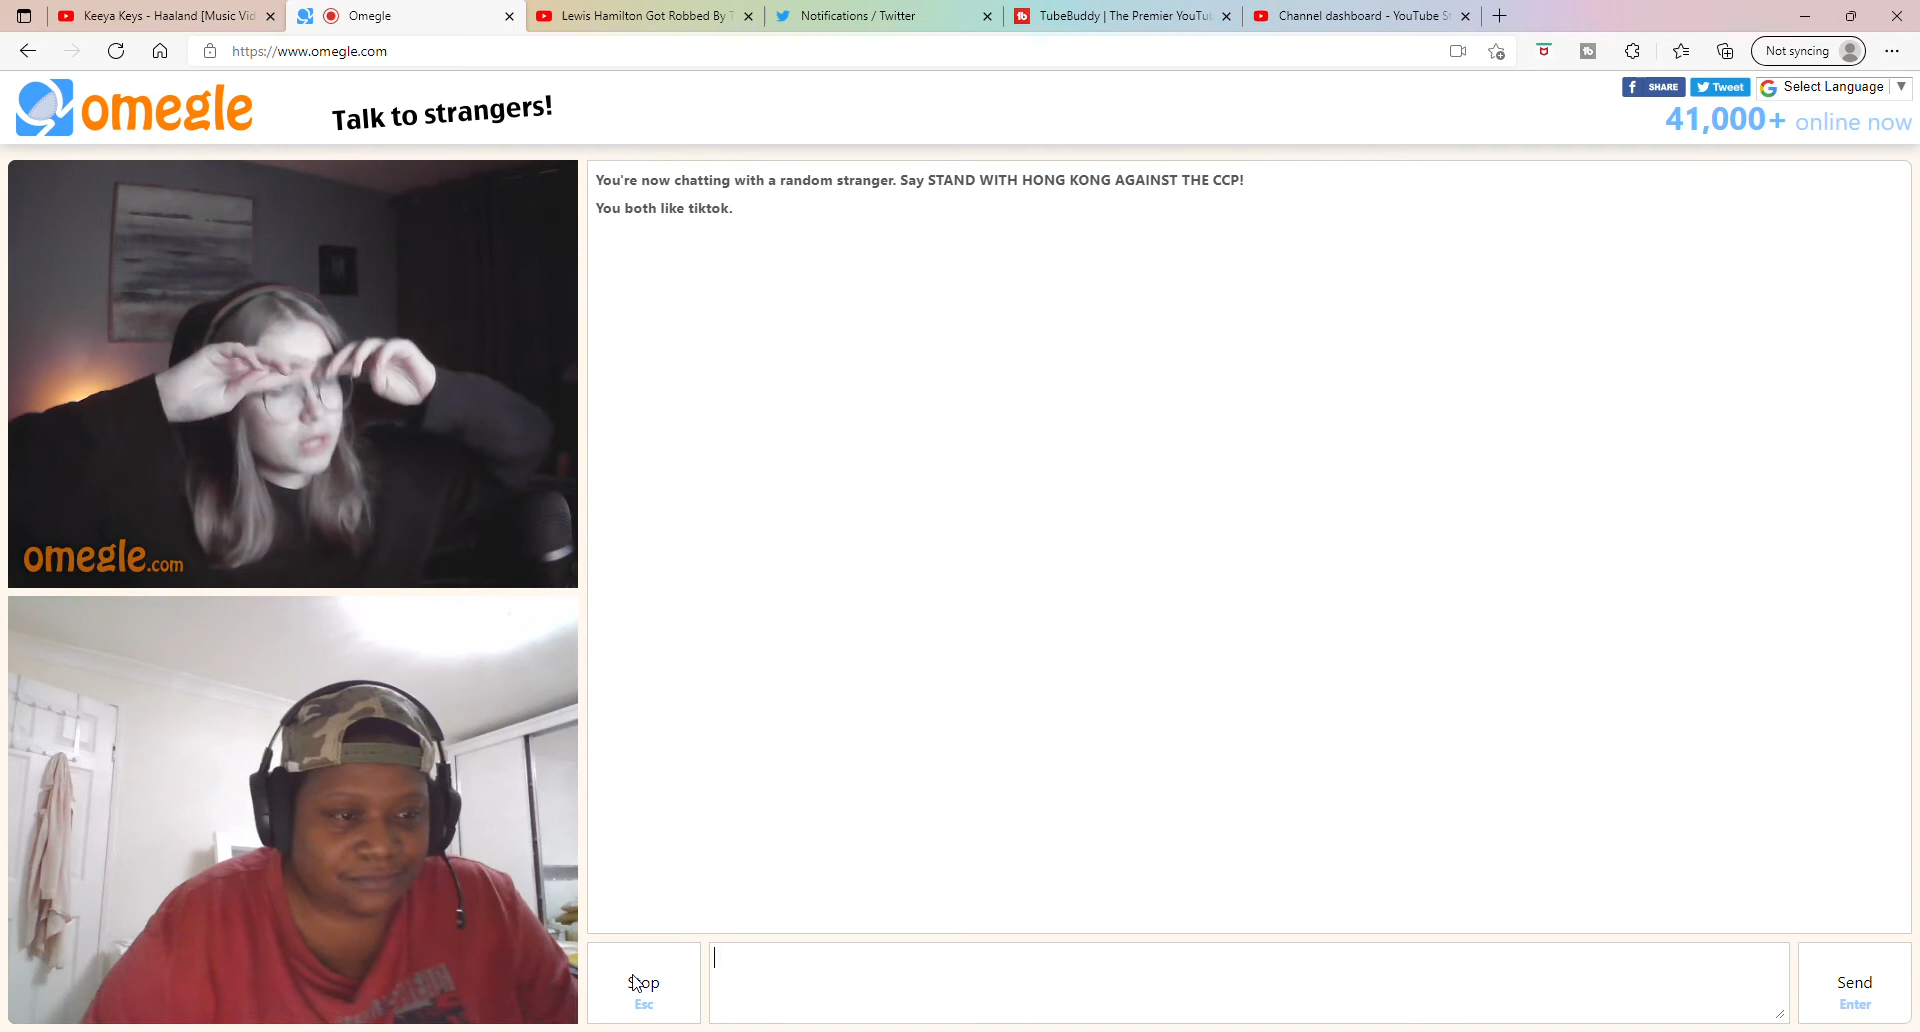 Keeya Keys - Haaland [Music Vid
Omegle
Lewis Hamilton Got Robbed By T
Notifications / Twitter
TubeBuddy | The Premier YouTu
Channel dashboard - YouTube St
https://www.omegle.com
Not syncing
omegle
Talk to strangers!
SHARE
Tweet
Select Language
41,000+ online now
You're now chatting with a random stranger. Say STAND WITH HONG KONG AGAINST THE CCP!
You both like tiktok.
omegle.com
Stop
Esc
Send
Enter